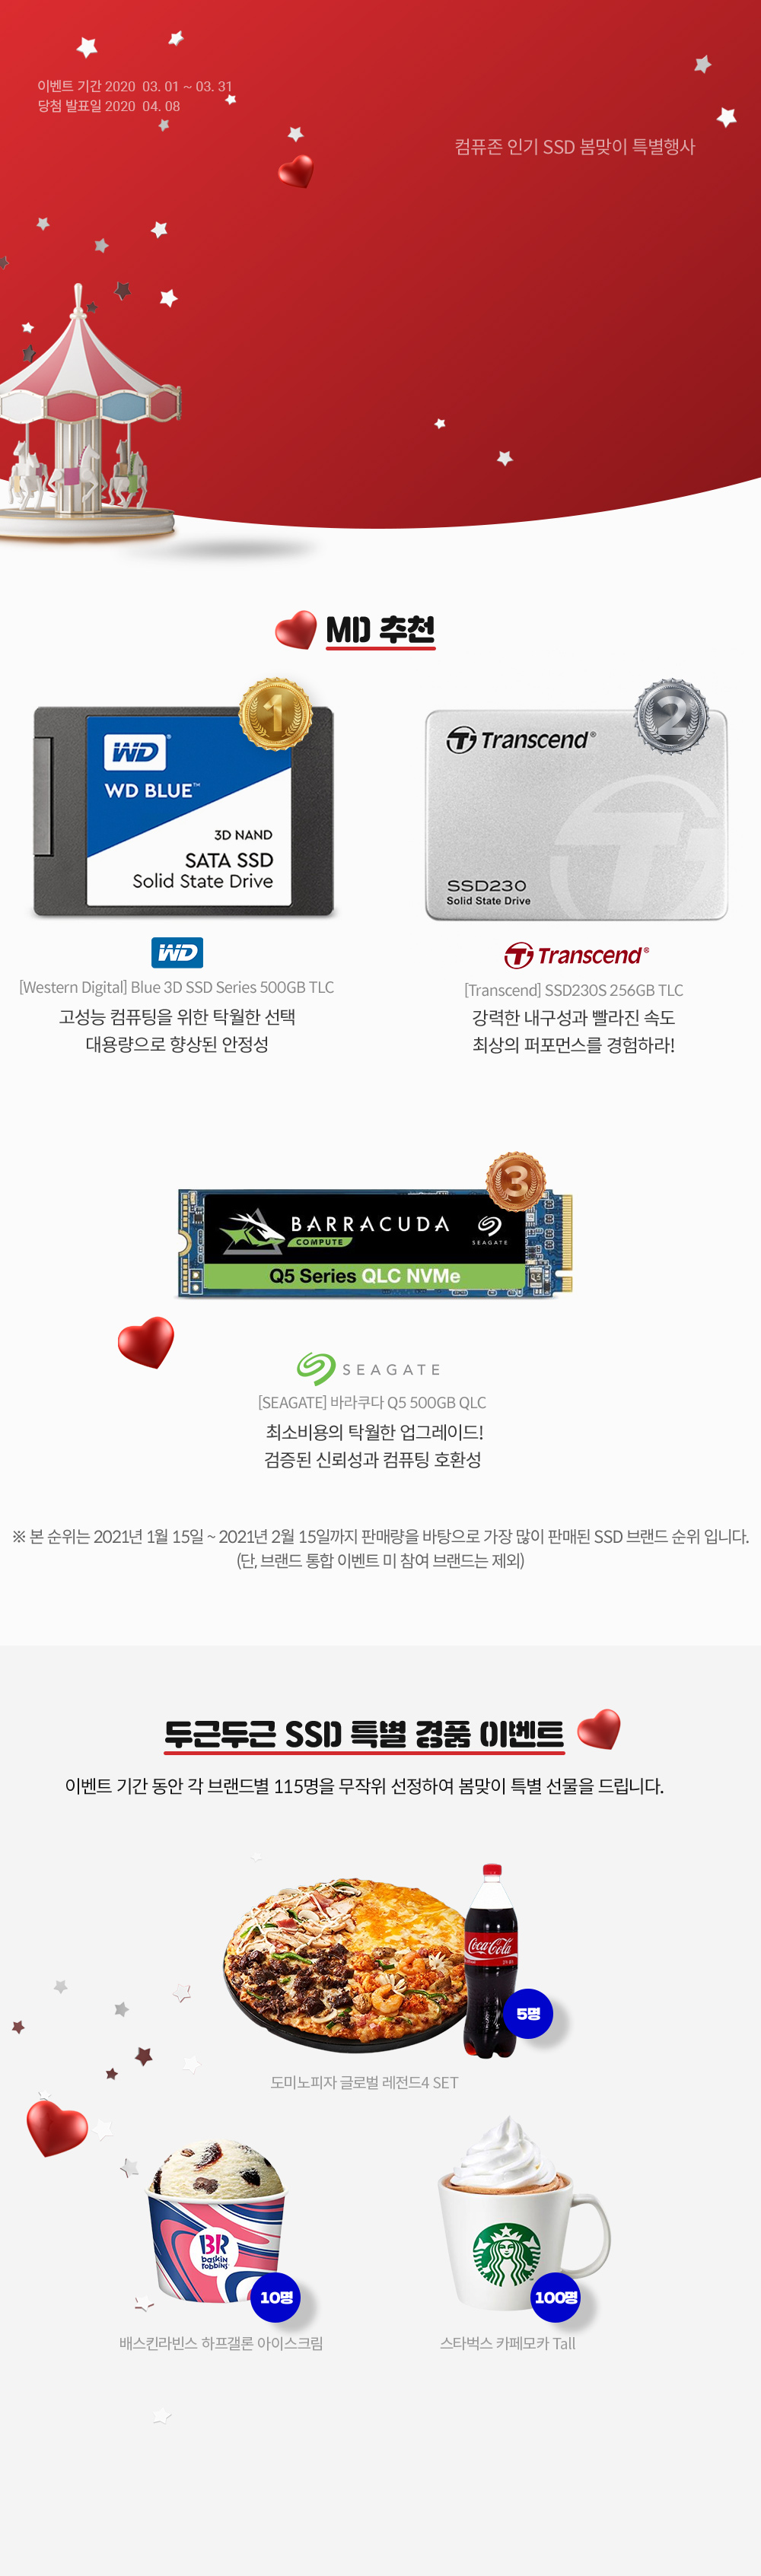 이벤트 기간 2020 03. 01 ~ 03. 31
당첨 발표일 2020 04. 08
컴퓨존 인기 SSD 봄맞이 특별행사
MD 추천
1
WD
WD BLUE™
3D NAND
SATA SSD
Solid State Drive
2
Transcend®
SSD230
Solid State Drive
WD
[Western Digital] Blue 3D SSD Series 500GB TLC
고성능 컴퓨팅을 위한 탁월한 선택
대용량으로 향상된 안정성
Transcend®
[Transcend] SSD230S 256GB TLC
강력한 내구성과 빨라진 속도
최상의 퍼포먼스를 경험하라!
3
BARRACUDA
COMPUTE
SEAGATE
Q5 Series QLC NVMe
SEAGATE
[SEAGATE] 바라쿠다 Q5 500GB QLC
최소비용의 탁월한 업그레이드!
검증된 신뢰성과 컴퓨팅 호환성
※ 본 순위는 2021년 1월 15일 ~ 2021년 2월 15일까지 판매량을 바탕으로 가장 많이 판매된 SSD 브랜드 순위 입니다.
(단, 브랜드 통합 이벤트 미 참여 브랜드는 제외)
두근두근 SSD 특별 경품 이벤트
이벤트 기간 동안 각 브랜드별 115명을 무작위 선정하여 봄맞이 특별 선물을 드립니다.
Coca-Cola
5명
도미노피자 글로벌 레전드4 SET
BR
baskin
robbins
10명
배스킨라빈스 하프갤론 아이스크림
100명
스타벅스 카페모카 Tall